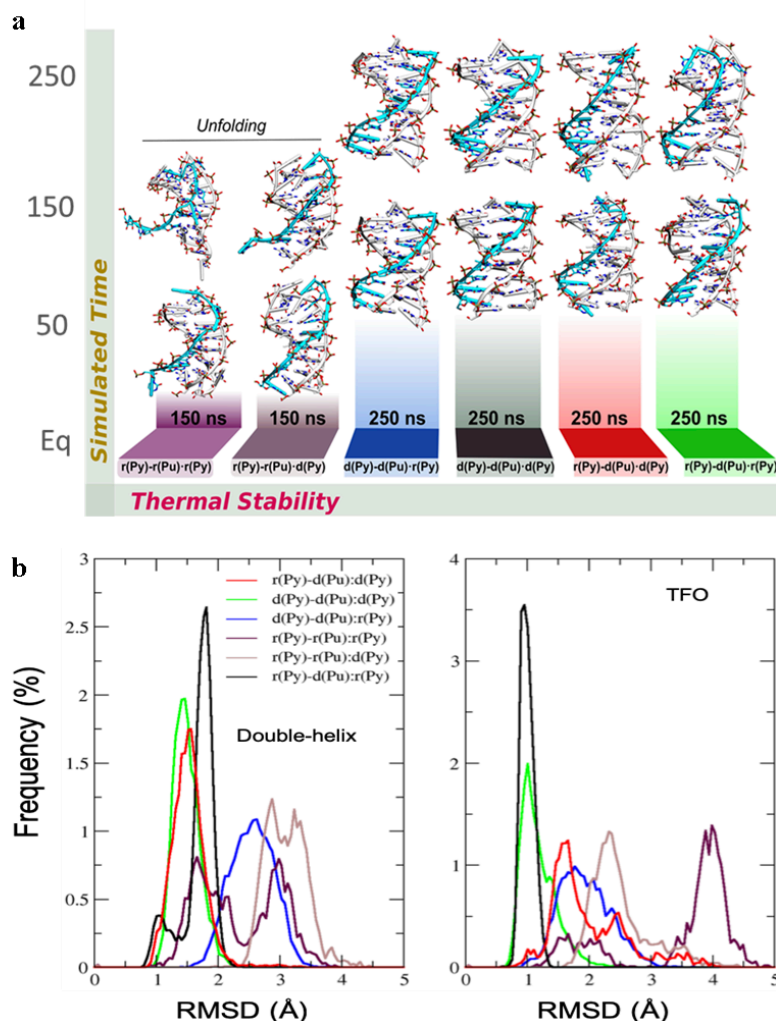 a
250
150
50
Eq
Simulated Time
Unfolding
150 ns
150 ns
250 ns
250 ns
250 ns
250 ns
r(Py)-r(Pu)·r(Py)
r(Py)-r(Pu)·d(Py)
d(Py)-d(Pu)·r(Py)
d(Py)-d(Pu)·d(Py)
r(Py)-d(Pu)·d(Py)
r(Py)-d(Pu)·r(Py)
Thermal Stability
b
3
2.5
2
1.5
1
0.5
0
Frequency (%)
r(Py)-d(Pu):d(Py)
d(Py)-d(Pu):d(Py)
d(Py)-d(Pu):r(Py)
r(Py)-r(Pu):r(Py)
r(Py)-r(Pu):d(Py)
r(Py)-d(Pu):r(Py)
Double-helix
0 1 2 3 4 5
RMSD (Å)
4
3
2
1
0
TFO
0 1 2 3 4 5
RMSD (Å)